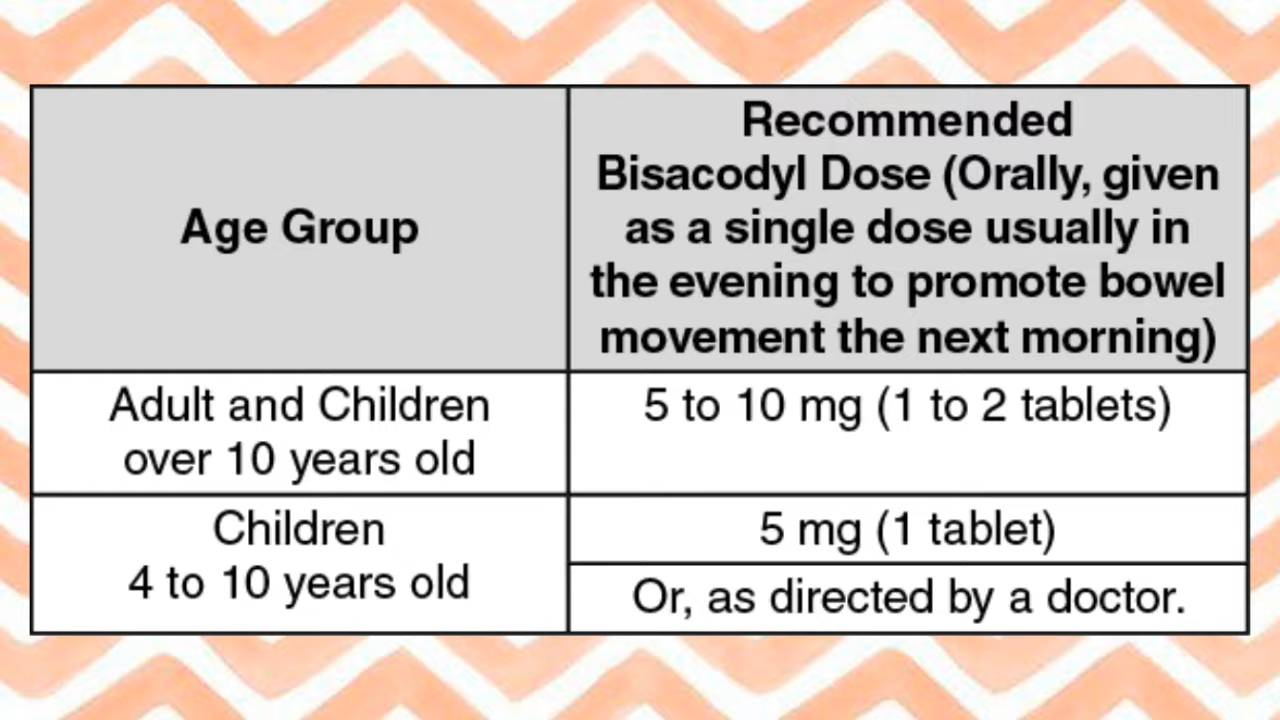 Age Group
Recommended
Bisacodyl Dose (Orally, given
as a single dose usually in
the evening to promote bowel
movement the next morning)
Adult and Children
over 10 years old
5 to 10 mg (1 to 2 tablets)
Children
4 to 10 years old
5 mg (1 tablet)
Or, as directed by a doctor.